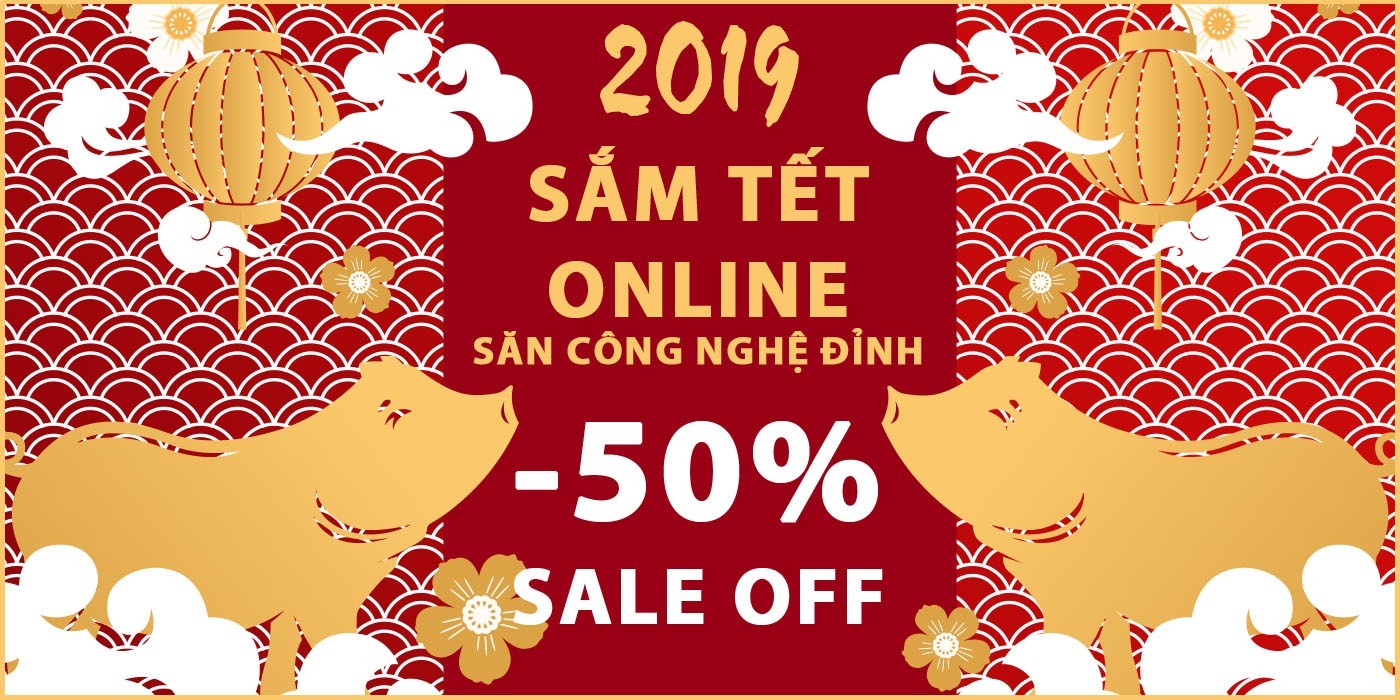 2019
SẮM TẾT
ONLINE
SĂN CÔNG NGHỆ ĐỈNH
-50%
SALE OFF